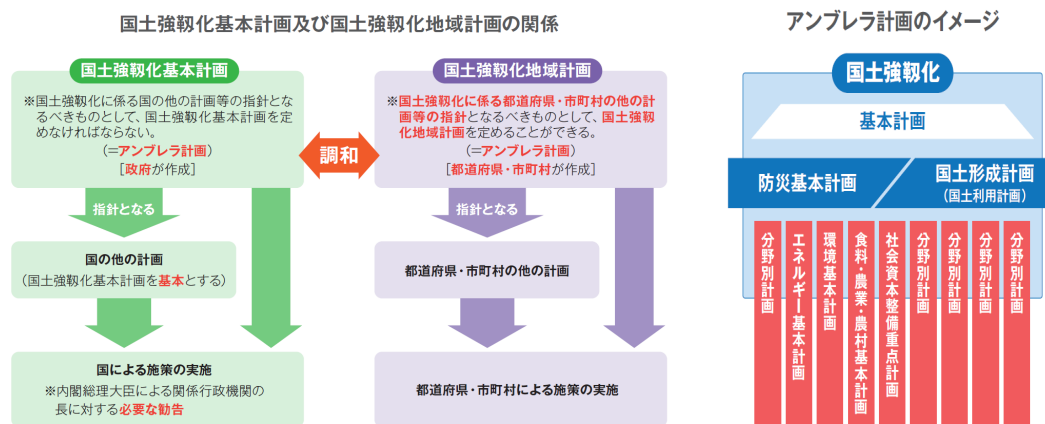 国土強靱化基本計画及び国土強靱化地域計画の関係
国土強靱化基本計画
※国土強靱化に係る国の他の計画等の指針とな
るべきものとして、国土強靱化基本計画を定
めなければならない。
（＝アンブレラ計画）
［政府が作成］
調和
国土強靱化地域計画
※国土強靱化に係る都道府県・市町村の他の計
画等の指針となるべきものとして、国土強靱
化地域計画を定めることができる。
（＝アンブレラ計画）
［都道府県・市町村が作成］
指針となる
指針となる
国の他の計画
（国土強靱化基本計画を基本とする）
都道府県・市町村の他の計画
国による施策の実施
※内閣総理大臣による関係行政機関の
長に対する必要な勧告
都道府県・市町村による施策の実施
アンブレラ計画のイメージ
国土強靱化
基本計画
防災基本計画
国土形成計画
（国土利用計画）
分野別計画
エネルギー基本計画
環境基本計画
食料・農業・農村基本計画
社会資本整備重点計画
分野別計画
分野別計画
分野別計画
分野別計画